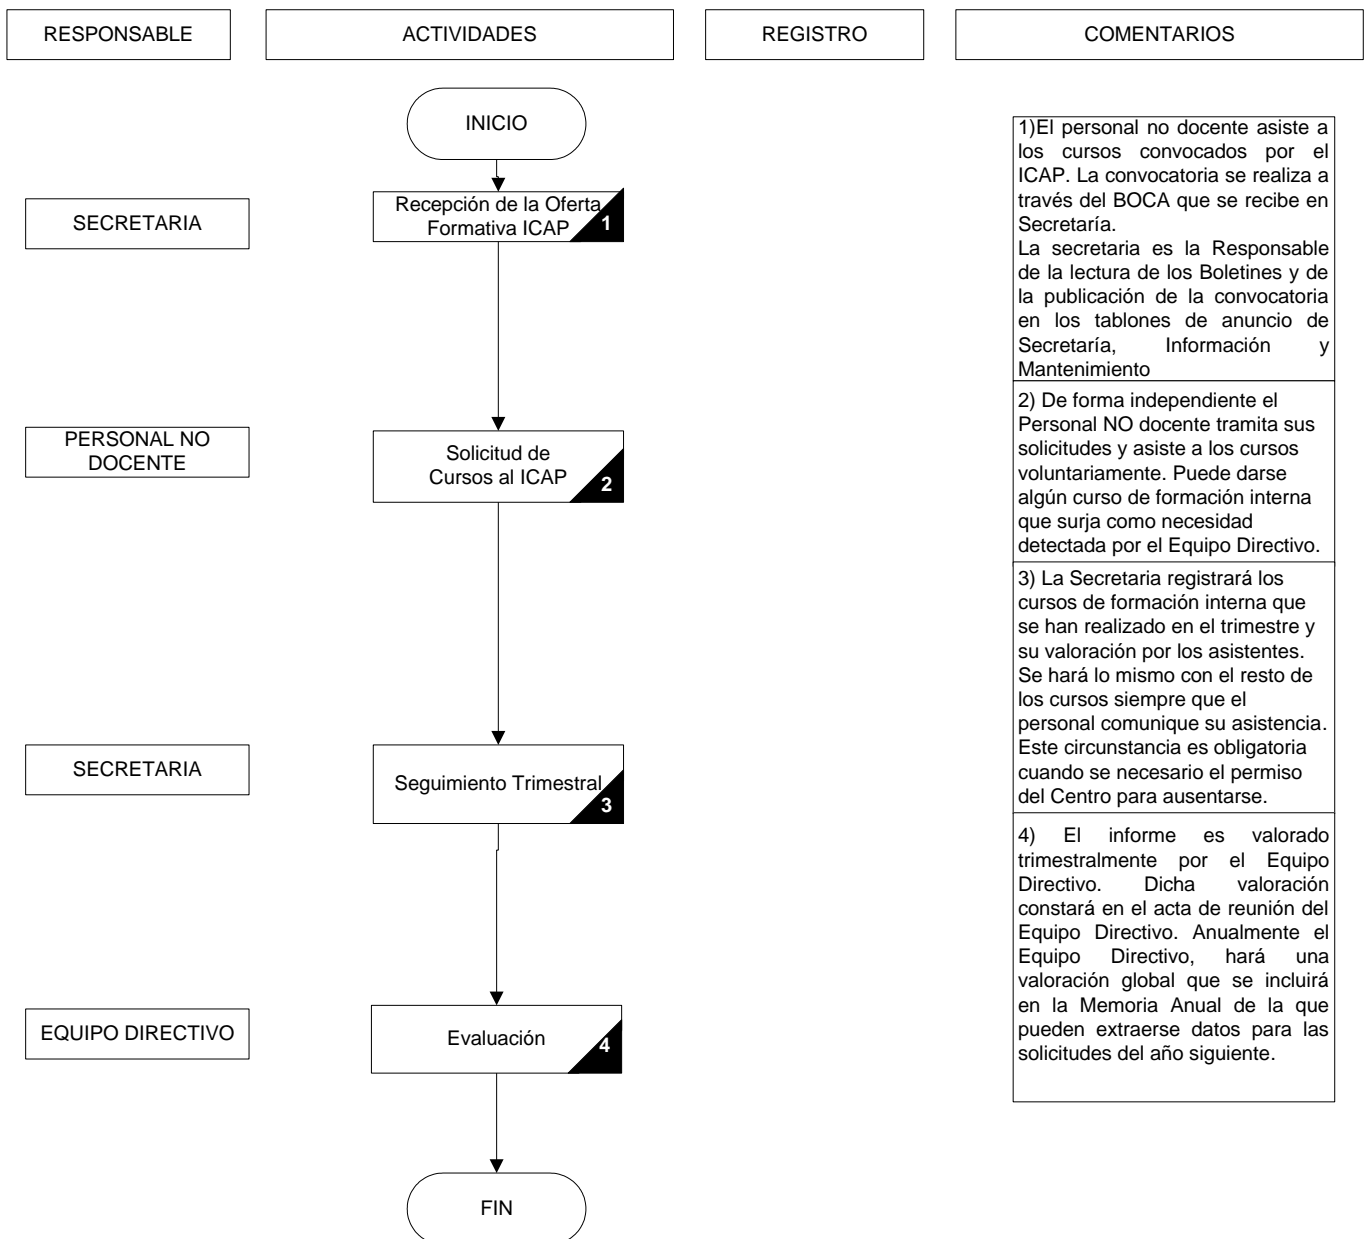 RESPONSABLE
ACTIVIDADES
REGISTRO
COMENTARIOS
INICIO
SECRETARIA
Recepción de la Oferta
Formativa ICAP
1
1)El personal no docente asiste a
los cursos convocados por el
ICAP. La convocatoria se realiza a
través del BOCA que se recibe en
Secretaría.
La secretaria es la Responsable
de la lectura de los Boletines y de
la publicación de la convocatoria
en los tablones de anuncio de
Secretaría, Información y
Mantenimiento
PERSONAL NO
DOCENTE
Solicitud de
Cursos al ICAP
2
2) De forma independiente el
Personal NO docente tramita sus
solicitudes y asiste a los cursos
voluntariamente. Puede darse
algún curso de formación interna
que surja como necesidad
detectada por el Equipo Directivo.
SECRETARIA
Seguimiento Trimestral
3
3) La Secretaria registrará los
cursos de formación interna que
se han realizado en el trimestre y
su valoración por los asistentes.
Se hará lo mismo con el resto de
los cursos siempre que el
personal comunique su asistencia.
Este circunstancia es obligatoria
cuando se necesario el permiso
del Centro para ausentarse.
EQUIPO DIRECTIVO
Evaluación
4
4) El informe es valorado
trimestralmente por el Equipo
Directivo. Dicha valoración
constará en el acta de reunión del
Equipo Directivo. Anualmente el
Equipo Directivo, hará una
valoración global que se incluirá
en la Memoria Anual de la que
pueden extraerse datos para las
solicitudes del año siguiente.
FIN